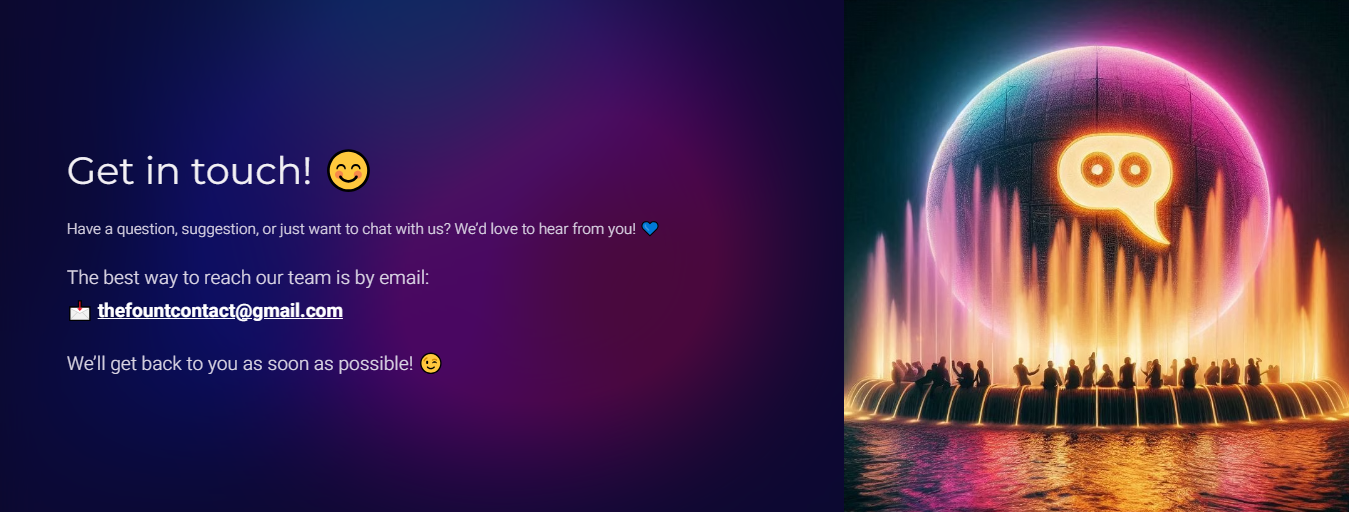 Get in touch! 😊
Have a question, suggestion, or just want to chat with us? We’d love to hear from you! 💙
The best way to reach our team is by email:
📩 thefountcontact@gmail.com
We’ll get back to you as soon as possible! 😉